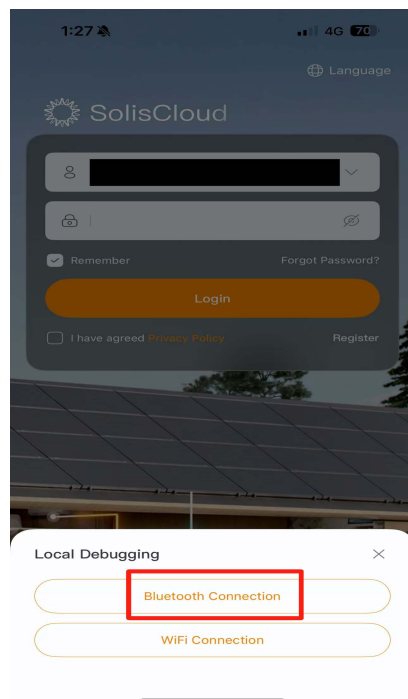 1:27 4G 70
Language
SolisCloud
Remember Forgot Password?
Login
I have agreed Privacy Policy Register
Local Debugging
Bluetooth Connection
WiFi Connection